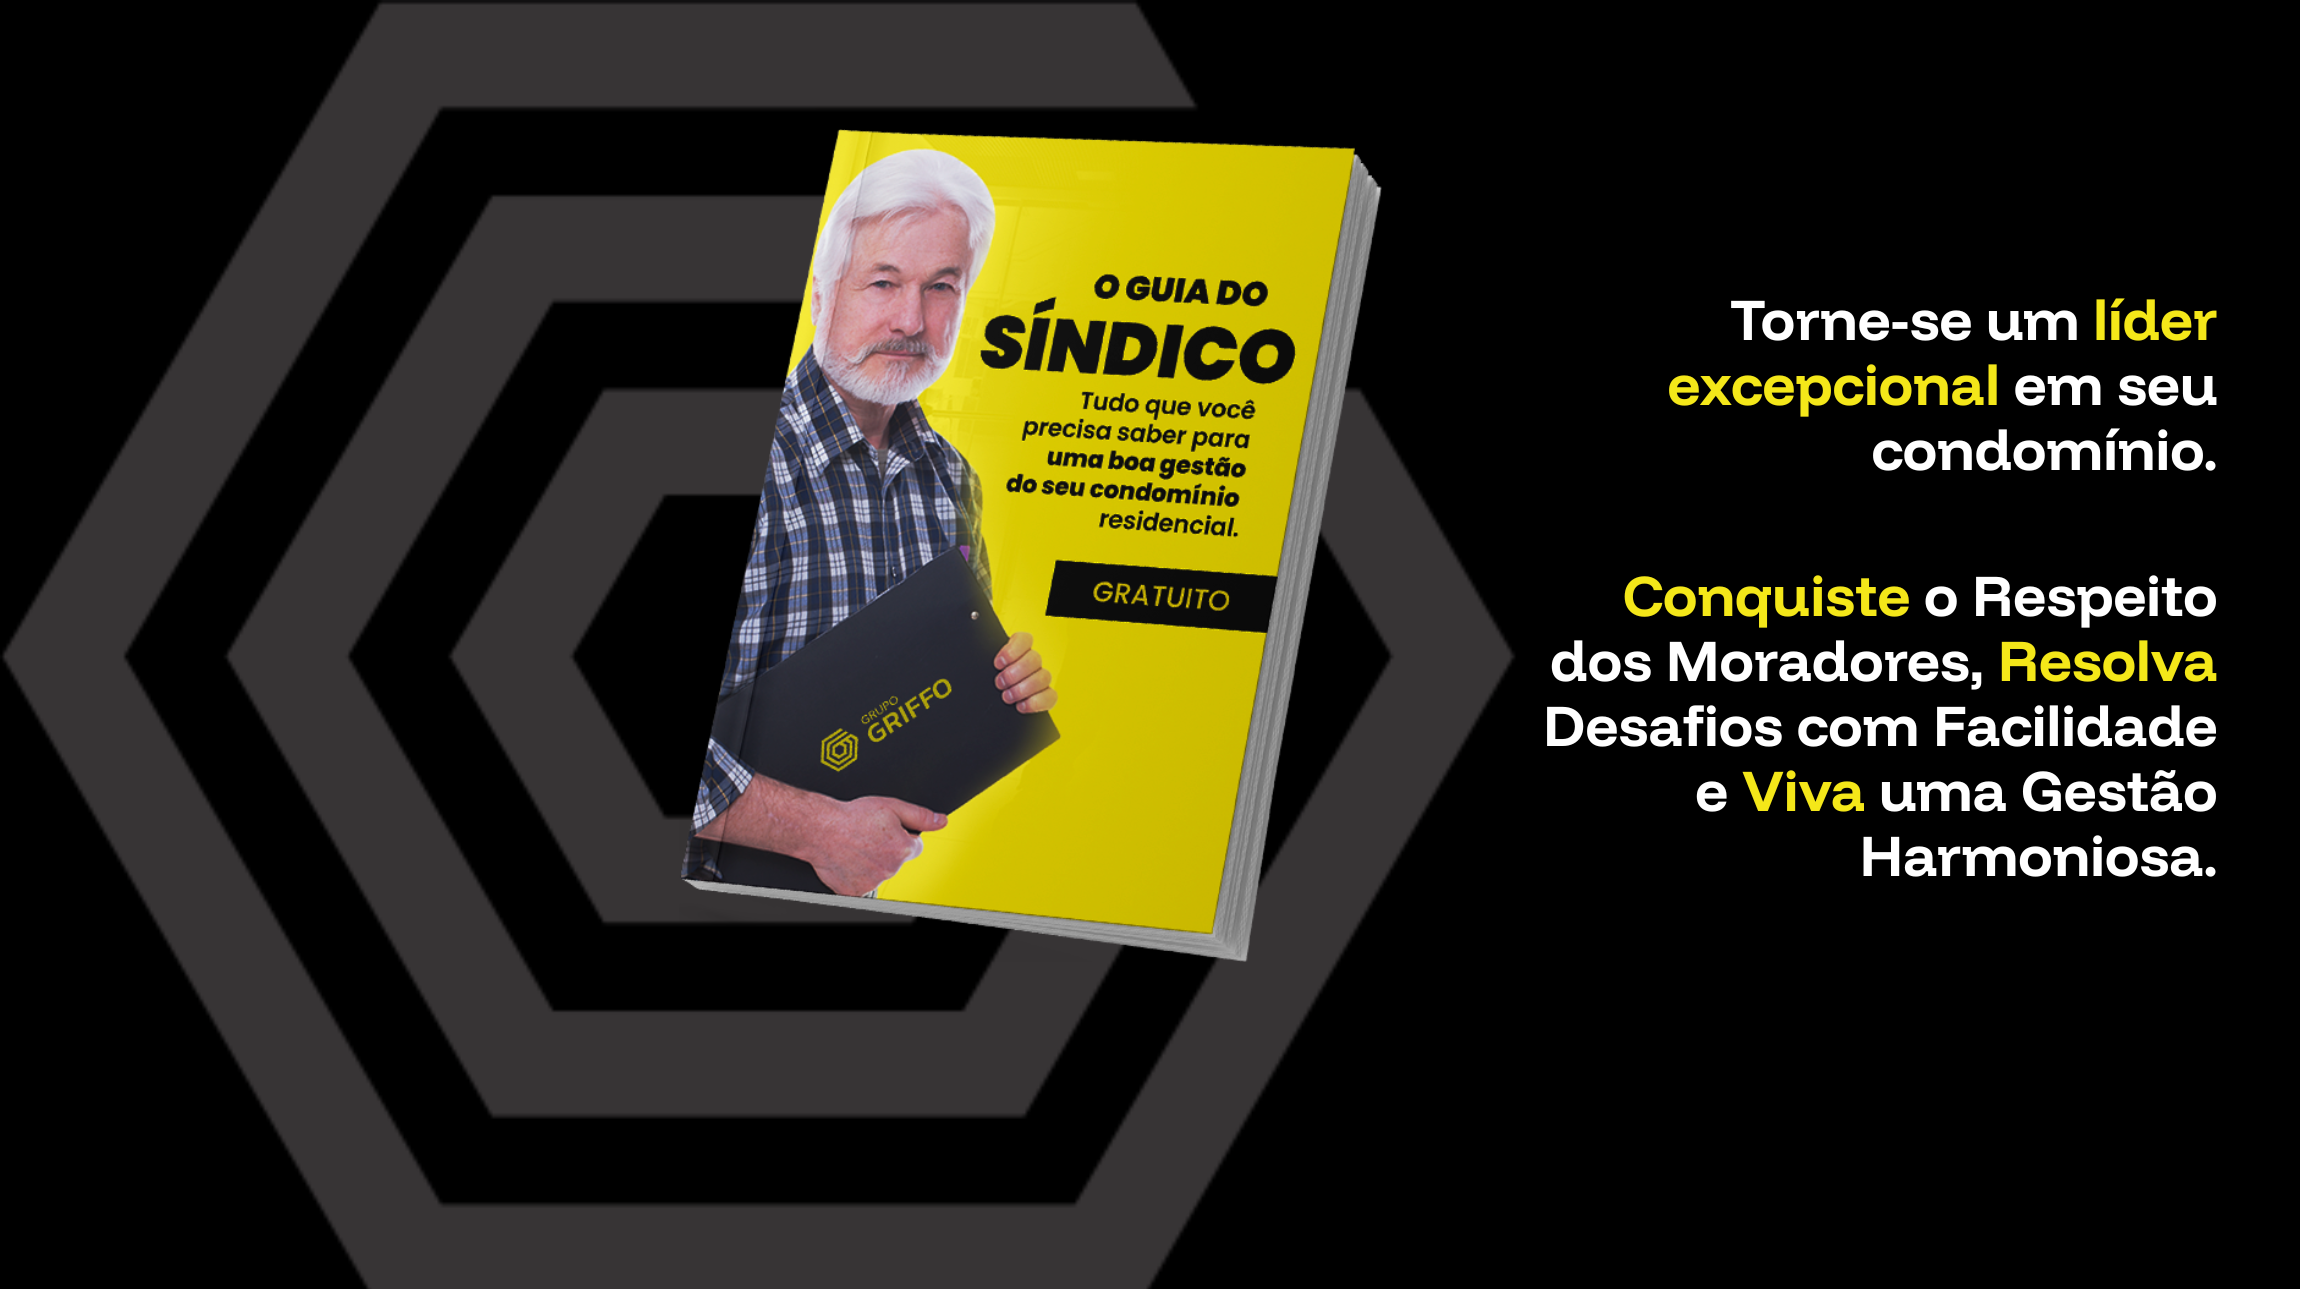 O GUIA DO
SÍNDICO
Tudo que você
precisa saber para
uma boa gestão
do seu condomínio
residencial.
GRATUITO
GRUPO
GRIFFO
Torne-se um líder
excepcional em seu
condomínio.
Conquiste o Respeito
dos Moradores, Resolva
Desafios com Facilidade
e Viva uma Gestão
Harmoniosa.